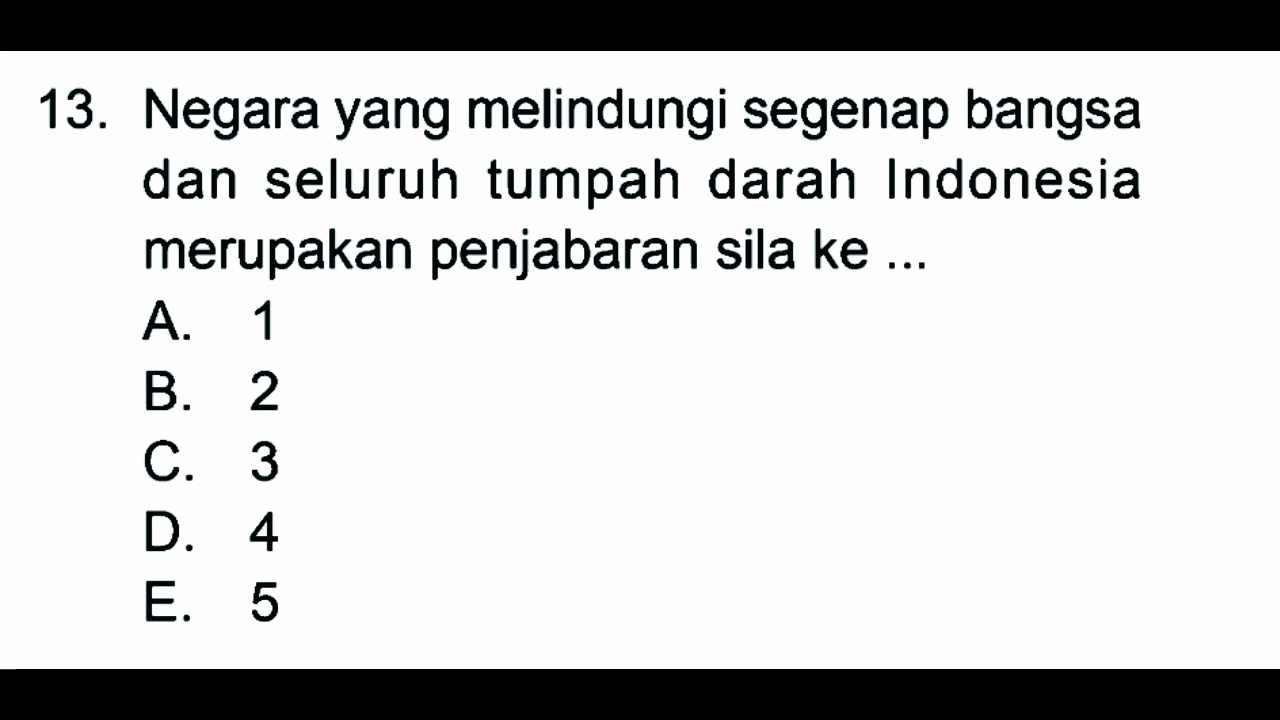 13. Negara yang melindungi segenap bangsa
dan seluruh tumpah darah Indonesia
merupakan penjabaran sila ke ...
A. 1
B. 2
C. 3
D. 4
E. 5